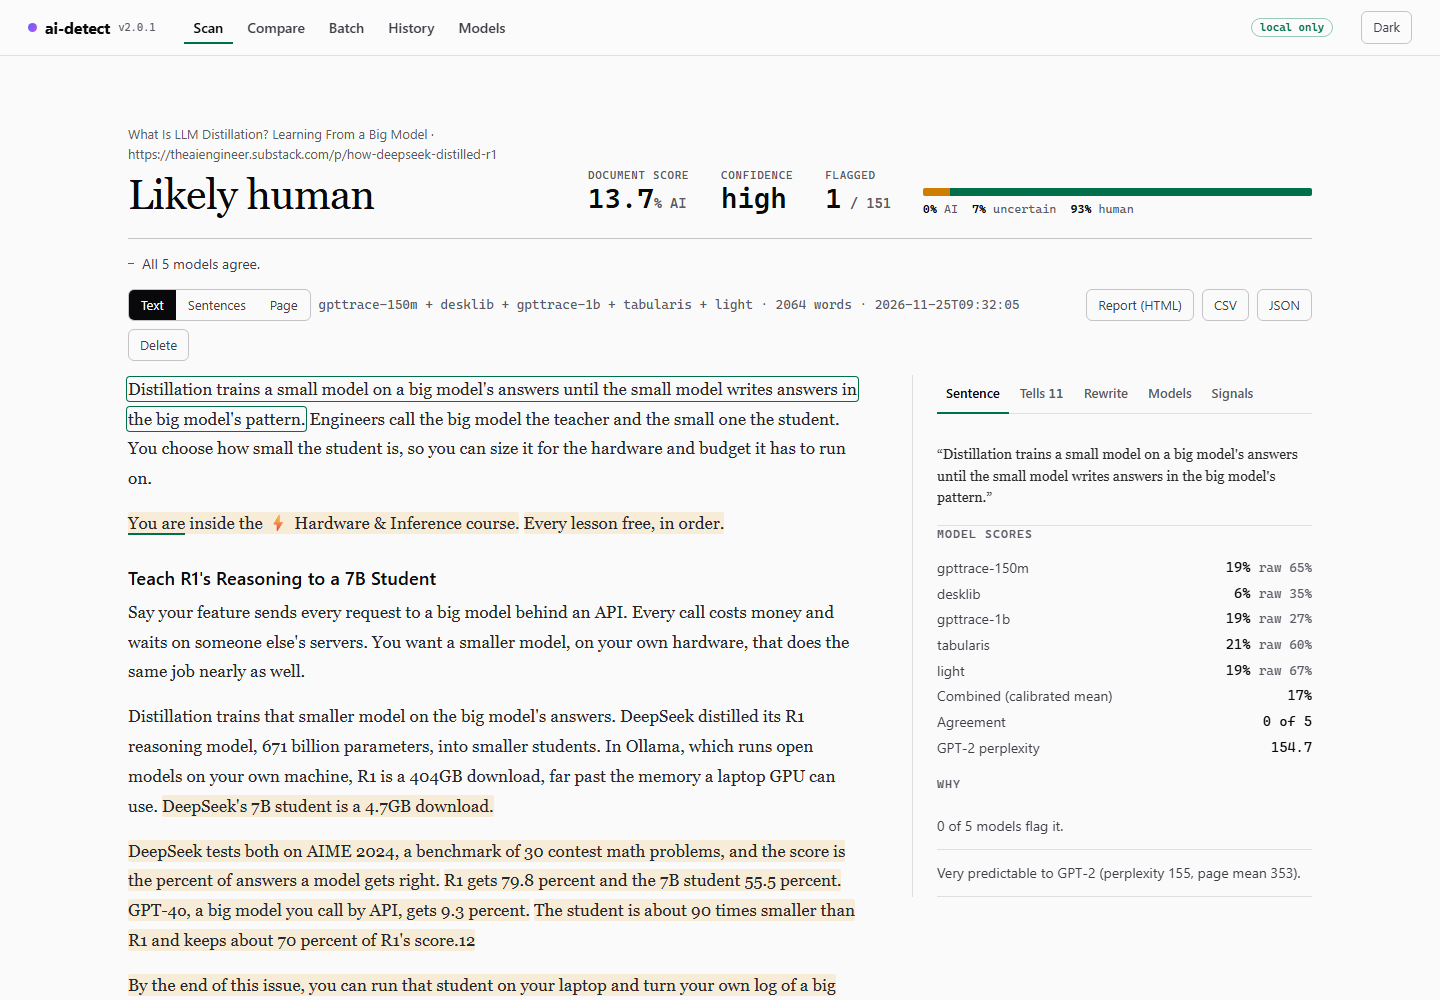 ai-detect v2.0.1 Scan Compare Batch History Models local only Dark
What Is LLM Distillation? Learning From a Big Model ·
https://theaiengineer.substack.com/p/how-deepseek-distilled-r1
Likely human
DOCUMENT SCORE
13.7% AI
CONFIDENCE
high
FLAGGED
1 / 151
0% AI 7% uncertain 93% human
– All 5 models agree.
Text Sentences Page gpttrace-150m + desklib + gpttrace-1b + tabularis + light · 2064 words · 2026-11-25T09:32:05 Report (HTML) CSV JSON
Delete
Distillation trains a small model on a big model's answers until the small model writes answers in
the big model's pattern. Engineers call the big model the teacher and the small one the student.
You choose how small the student is, so you can size it for the hardware and budget it has to run
on.
You are inside the ⚡ Hardware & Inference course. Every lesson free, in order.
Teach R1's Reasoning to a 7B Student
Say your feature sends every request to a big model behind an API. Every call costs money and
waits on someone else's servers. You want a smaller model, on your own hardware, that does the
same job nearly as well.
Distillation trains that smaller model on the big model's answers. DeepSeek distilled its R1
reasoning model, 671 billion parameters, into smaller students. In Ollama, which runs open
models on your own machine, R1 is a 404GB download, far past the memory a laptop GPU can
use. DeepSeek's 7B student is a 4.7GB download.
DeepSeek tests both on AIME 2024, a benchmark of 30 contest math problems, and the score is
the percent of answers a model gets right. R1 gets 79.8 percent and the 7B student 55.5 percent.
GPT-4o, a big model you call by API, gets 9.3 percent. The student is about 90 times smaller than
R1 and keeps about 70 percent of R1's score.12
By the end of this issue, you can run that student on your laptop and turn your own log of a big
Sentence Tells 11 Rewrite Models Signals
“Distillation trains a small model on a big model's answers
until the small model writes answers in the big model's
pattern.”
MODEL SCORES
gpttrace-150m 19% raw 65%
desklib 6% raw 35%
gpttrace-1b 19% raw 27%
tabularis 21% raw 60%
light 19% raw 67%
Combined (calibrated mean) 17%
Agreement 0 of 5
GPT-2 perplexity 154.7
WHY
0 of 5 models flag it.
Very predictable to GPT-2 (perplexity 155, page mean 353).